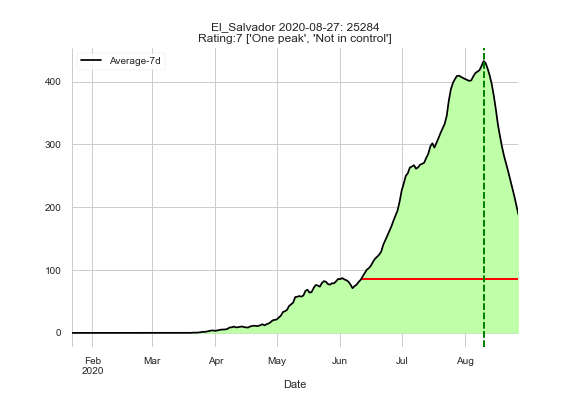 El_Salvador 2020-08-27: 25284
Rating:7 ['One peak', 'Not in control']
Average-7d
400
300
200
100
0
Feb
2020
Mar
Apr
May
Jun
Jul
Aug
Date